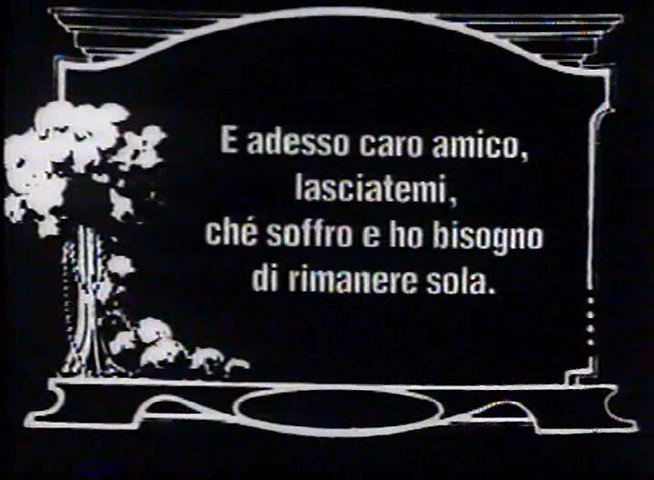 E adesso caro amico,
lasciatemi,
ché soffro e ho bisogno
di rimanere sola.